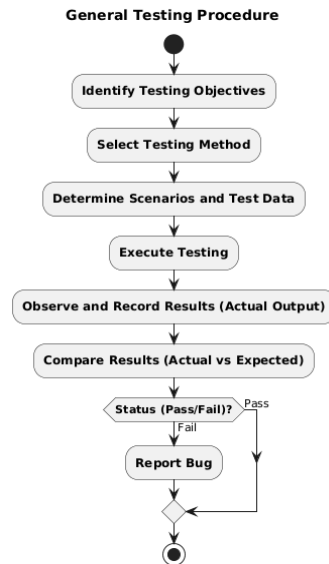 General Testing Procedure
Identify Testing Objectives
Select Testing Method
Determine Scenarios and Test Data
Execute Testing
Observe and Record Results (Actual Output)
Compare Results (Actual vs Expected)
Status (Pass/Fail)?
Pass
Fail
Report Bug